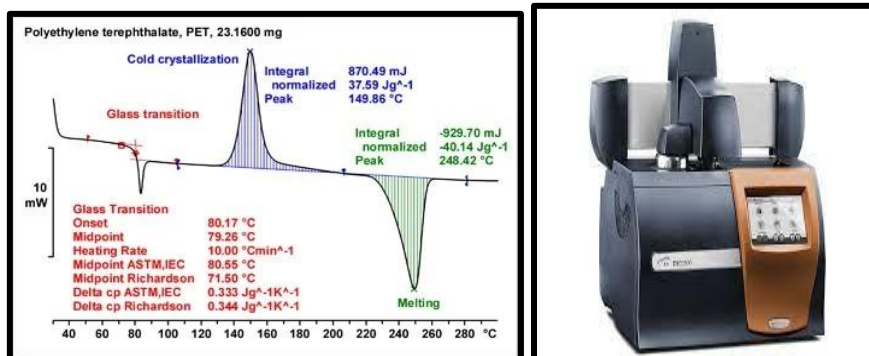 Polyethylene terephthalate, PET, 23.1600 mg
Cold crystallization
Integral 870.49 mJ
normalized 37.59 Jg^-1
Peak 149.86 °C
Glass transition
Integral -929.70 mJ
normalized -40.14 Jg^-1
Peak 248.42 °C
10
mW
Glass Transition
Onset 80.17 °C
Midpoint 79.26 °C
Heating Rate 10.00 °Cmin^-1
Midpoint ASTM,IEC 80.55 °C
Midpoint Richardson 71.50 °C
Delta cp ASTM,IEC 0.333 Jg^-1K^-1
Delta cp Richardson 0.344 Jg^-1K^-1
Melting
40 60 80 100 120 140 160 180 200 220 240 260 °C